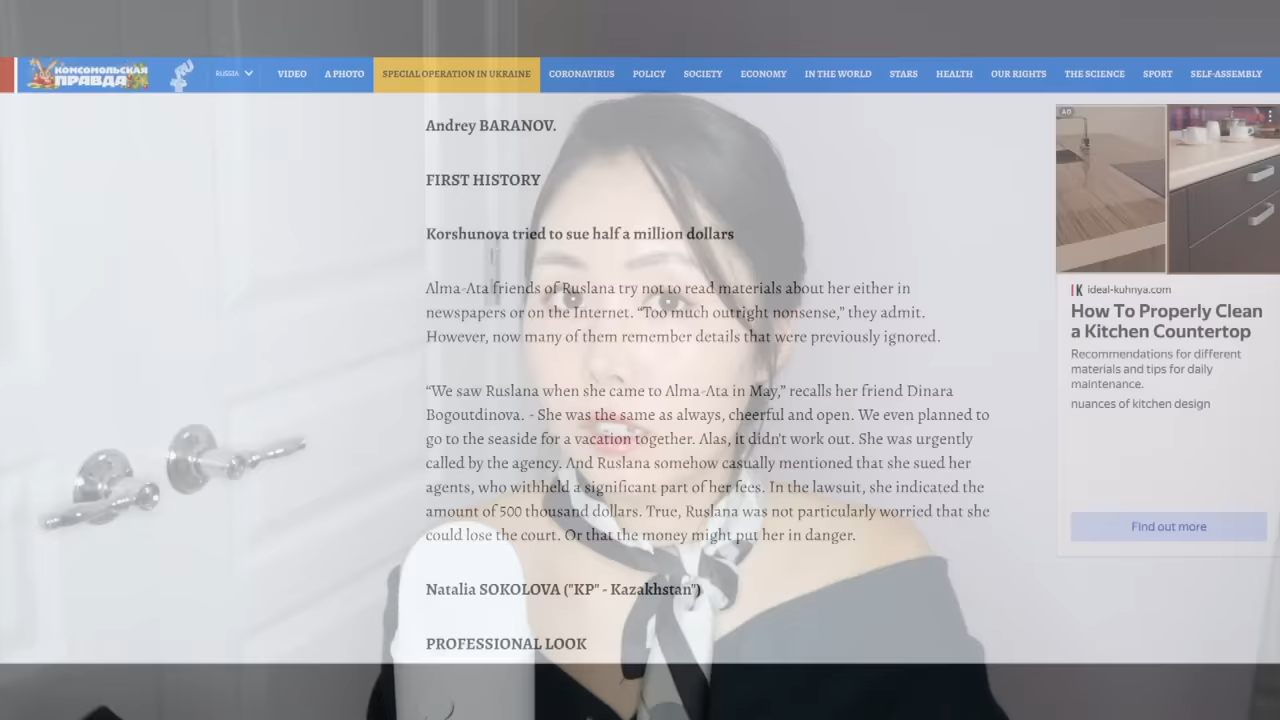 КОМСОМОЛЬСКАЯ
ПРАВДА
RUSSIA
VIDEO
A PHOTO
SPECIAL OPERATION IN UKRAINE
CORONAVIRUS
POLICY
SOCIETY
ECONOMY
IN THE WORLD
STARS
HEALTH
OUR RIGHTS
THE SCIENCE
SPORT
SELF-ASSEMBLY
Andrey BARANOV.
FIRST HISTORY
Korshunova tried to sue half a million dollars
Alma-Ata friends of Ruslana try not to read materials about her either in
newspapers or on the Internet. “Too much outright nonsense,” they admit.
However, now many of them remember details that were previously ignored.
“We saw Ruslana when she came to Alma-Ata in May,” recalls her friend Dinara
Bogoutdinova. - She was the same as always, cheerful and open. We even planned to
go to the seaside for a vacation together. Alas, it didn't work out. She was urgently
called by the agency. And Ruslana somehow casually mentioned that she sued her
agents, who withheld a significant part of her fees. In the lawsuit, she indicated the
amount of 500 thousand dollars. True, Ruslana was not particularly worried that she
could lose the court. Or that the money might put her in danger.
Natalia SOKOLOVA ("KP" - Kazakhstan")
PROFESSIONAL LOOK
AD
ideal-kuhnya.com
How To Properly Clean
a Kitchen Countertop
Recommendations for different
materials and tips for daily
maintenance.
nuances of kitchen design
Find out more